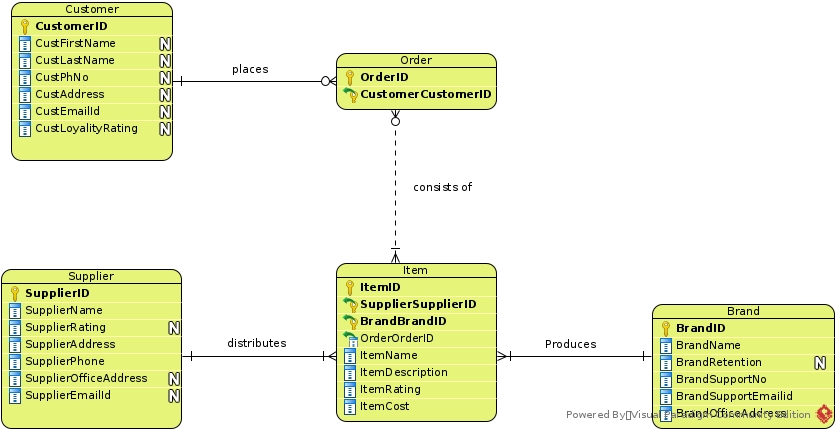 Customer
CustomerID
CustFirstName N
CustLastName N
CustPhNo N
CustAddress N
CustEmailId N
CustLoyalityRating N
places
Order
OrderID
CustomerCustomerID
consists of
Supplier
SupplierID
SupplierName
SupplierRating N
SupplierAddress
SupplierPhone
SupplierOfficeAddress N
SupplierEmailId N
distributes
Item
ItemID
SupplierSupplierID
BrandBrandID
OrderOrderID
ItemName
ItemDescription
ItemRating
ItemCost
Produces
Brand
BrandID
BrandName
BrandRetention N
BrandSupportNo
BrandSupportEmailid
BrandOfficeAddress
Powered By Visual Paradigm Community Edition